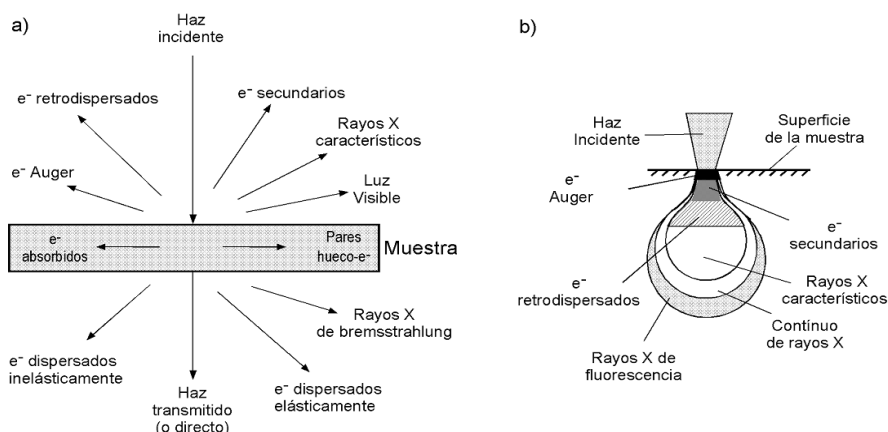 a)
Haz
incidente
e⁻ retrodispersados
e⁻ secundarios
Rayos X
característicos
e⁻ Auger
Luz
Visible
e⁻
absorbidos
Pares
hueco-e⁻
Muestra
Rayos X
de bremsstrahlung
e⁻ dispersados
inelásticamente
Haz
transmitido
(o directo)
e⁻ dispersados
elásticamente
b)
Haz
Incidente
Superficie
de la muestra
e⁻
Auger
e⁻
secundarios
e⁻
retrodispersados
Rayos X
característicos
Contínuo
de rayos X
Rayos X de
fluorescencia